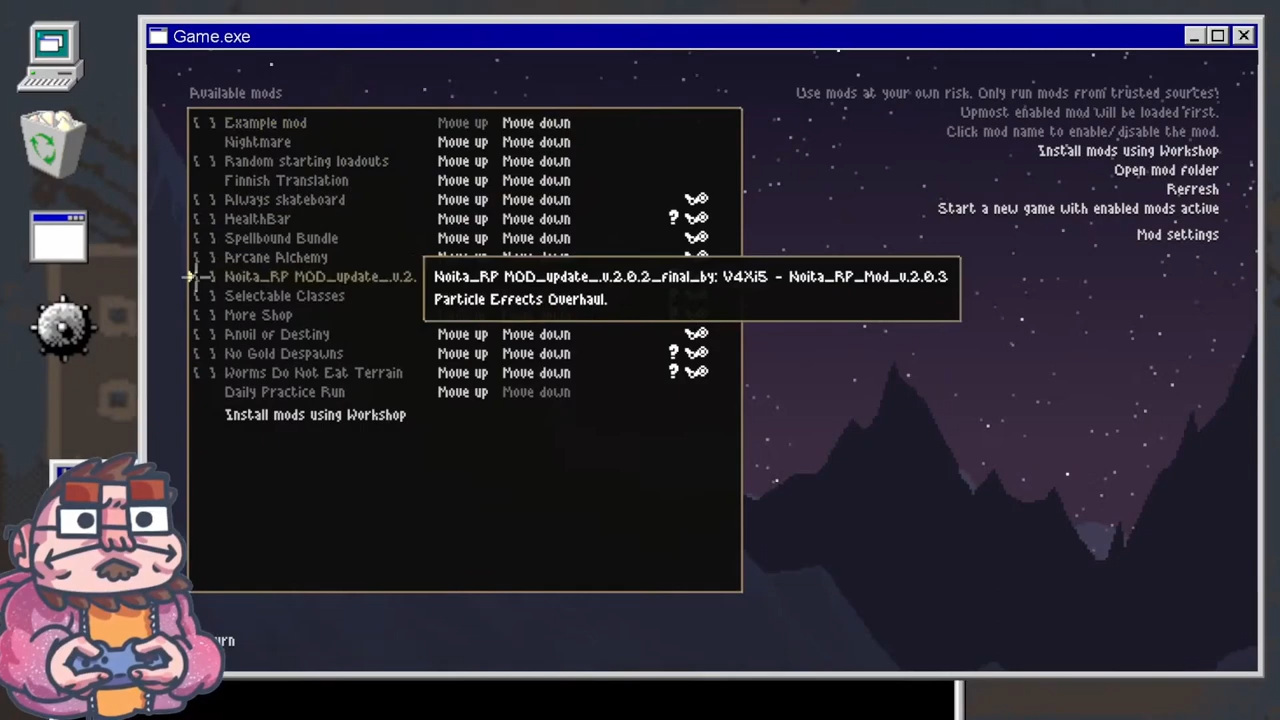 Game.exe
Available mods
[ ] Example mod Move up Move down
Nightmare Move up Move down
[ ] Random starting loadouts Move up Move down
Finnish Translation Move up Move down
[ ] Always skateboard Move up Move down
[ ] HealthBar Move up Move down ?
[ ] Spellbound Bundle Move up Move down
[ ] Arcane Alchemy Move up Move down
[ ] Noita_RP MOD_update_v.2.
Noita_RP MOD_update_v.2.0.2_final_by: V4Xi5 - Noita_RP_Mod_v.2.0.3
Particle Effects Overhaul.
[ ] Selectable Classes
[ ] More Shop
[ ] Anvil of Destiny Move up Move down
[ ] No Gold Despawns Move up Move down ?
[ ] Worms Do Not Eat Terrain Move up Move down ?
Daily Practice Run Move up Move down
Install mods using Workshop
Use mods at your own risk. Only run mods from trusted sources!
Upmost enabled mod will be loaded first.
Click mod name to enable/disable the mod.
Install mods using Workshop
Open mod folder
Refresh
Start a new game with enabled mods active
Mod settings